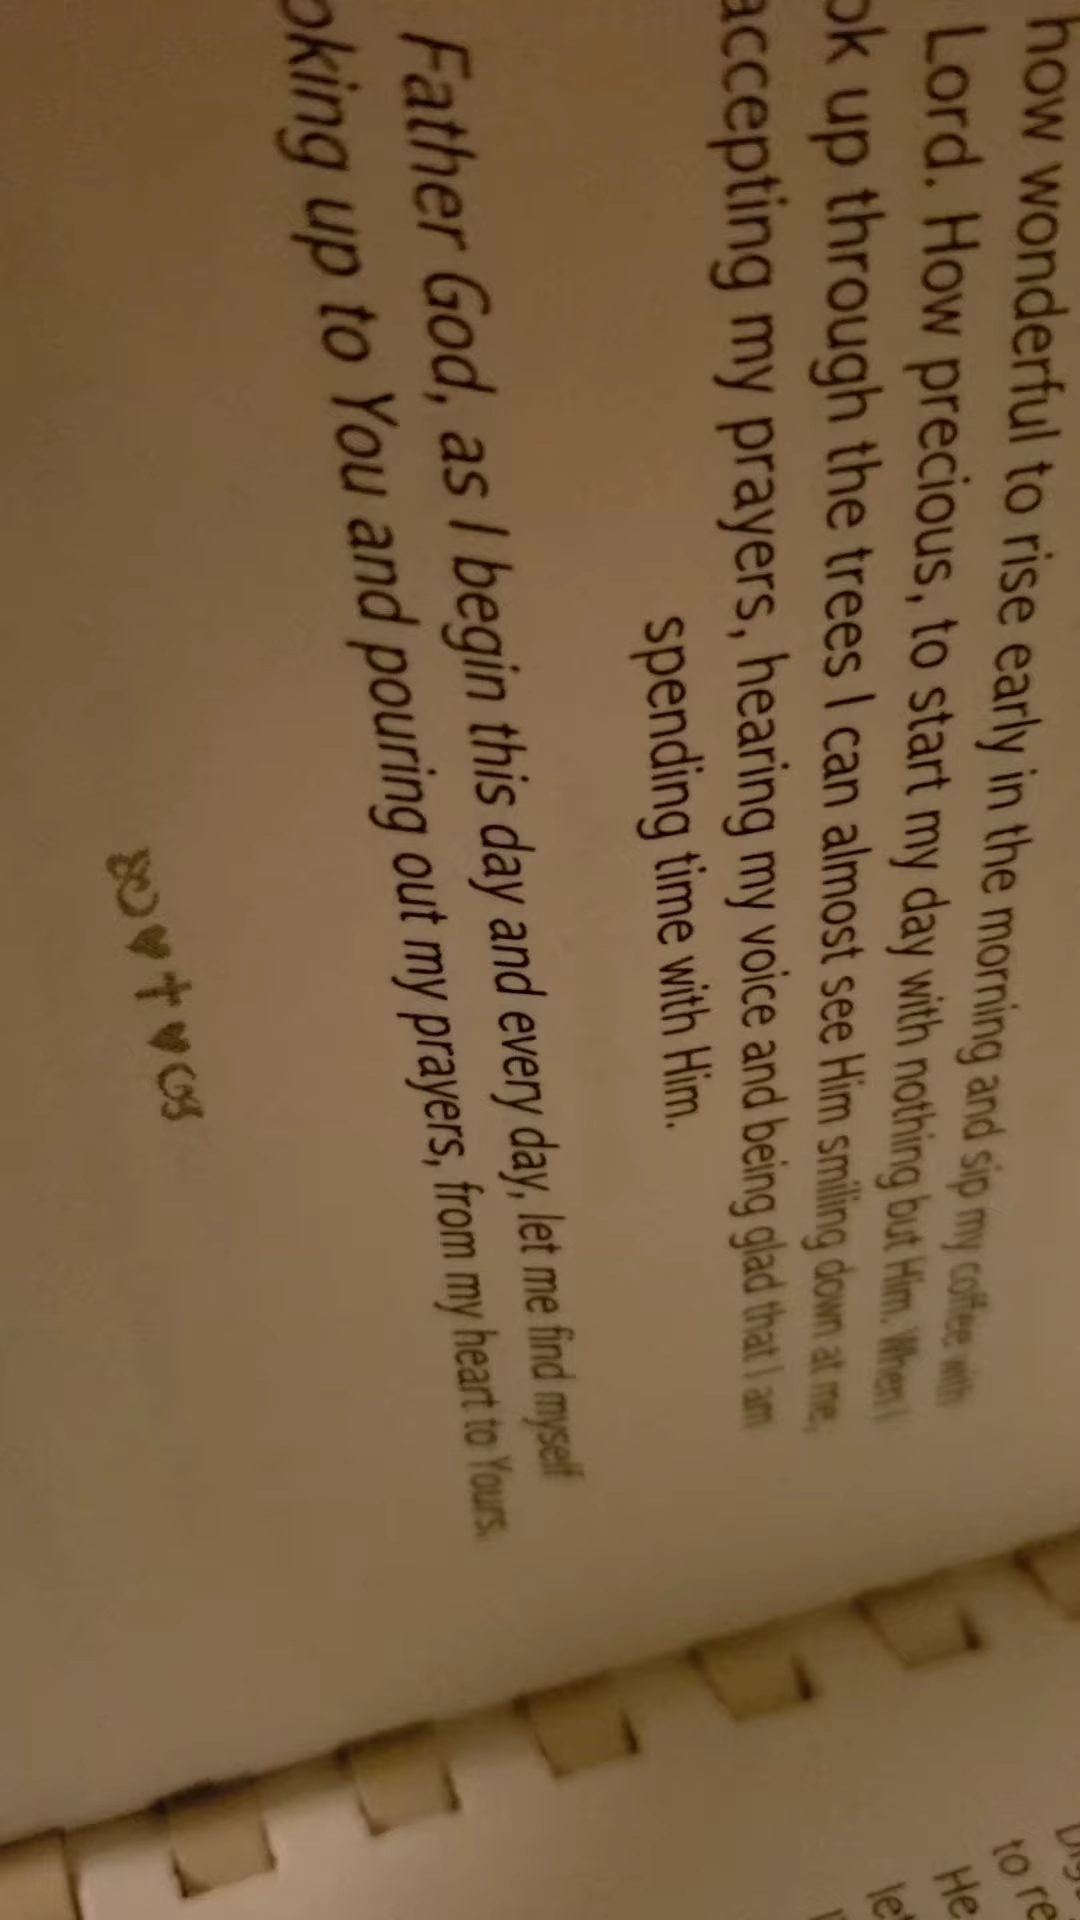 how wonderful to rise early in the morning and sip my coffee with
Lord. How precious, to start my day with nothing but Him. When I
ok up through the trees I can almost see Him smiling down at me,
accepting my prayers, hearing my voice and being glad that I am
spending time with Him.
Father God, as I begin this day and every day, let me find myself
oking up to You and pouring out my prayers, from my heart to Yours.
to re
He
let